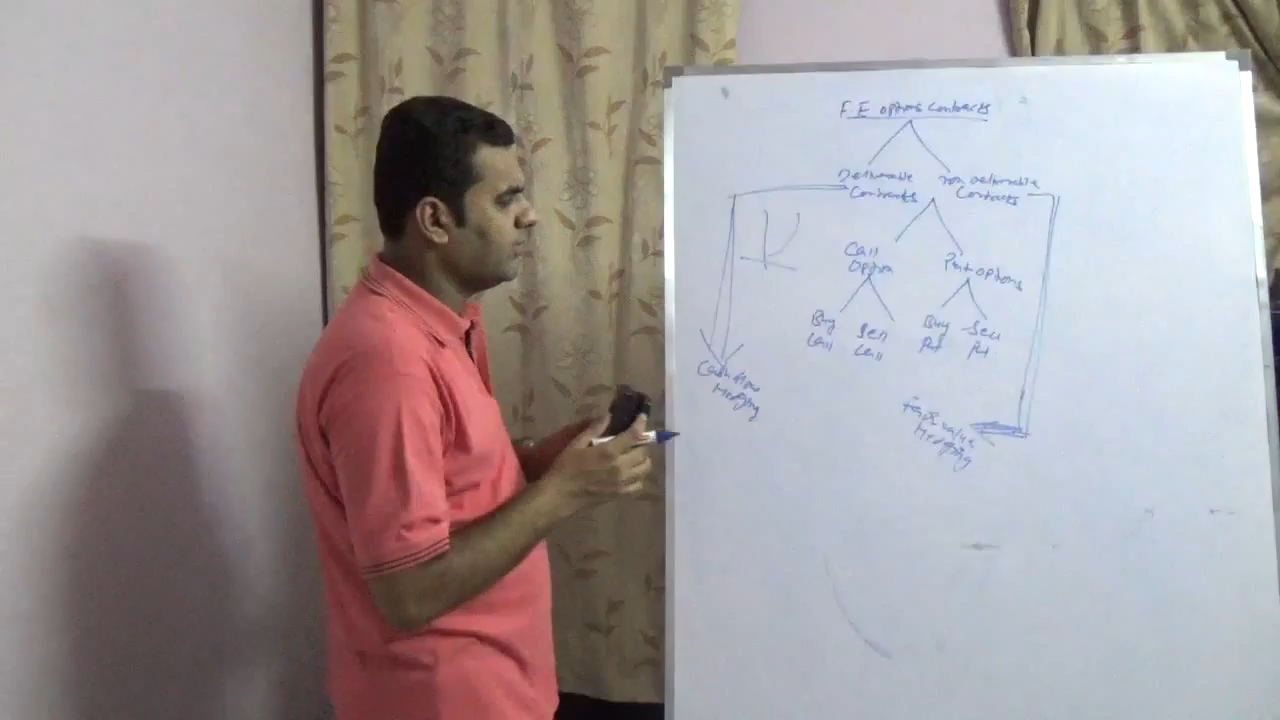 F.E options contracts
Deliverable
Contracts
non Deliverable
Contracts
Call
Option
Put options
Buy
Call
Sell
Call
Buy
Put
Sell
Put
Cash flow
Hedging
Fair value
Hedging